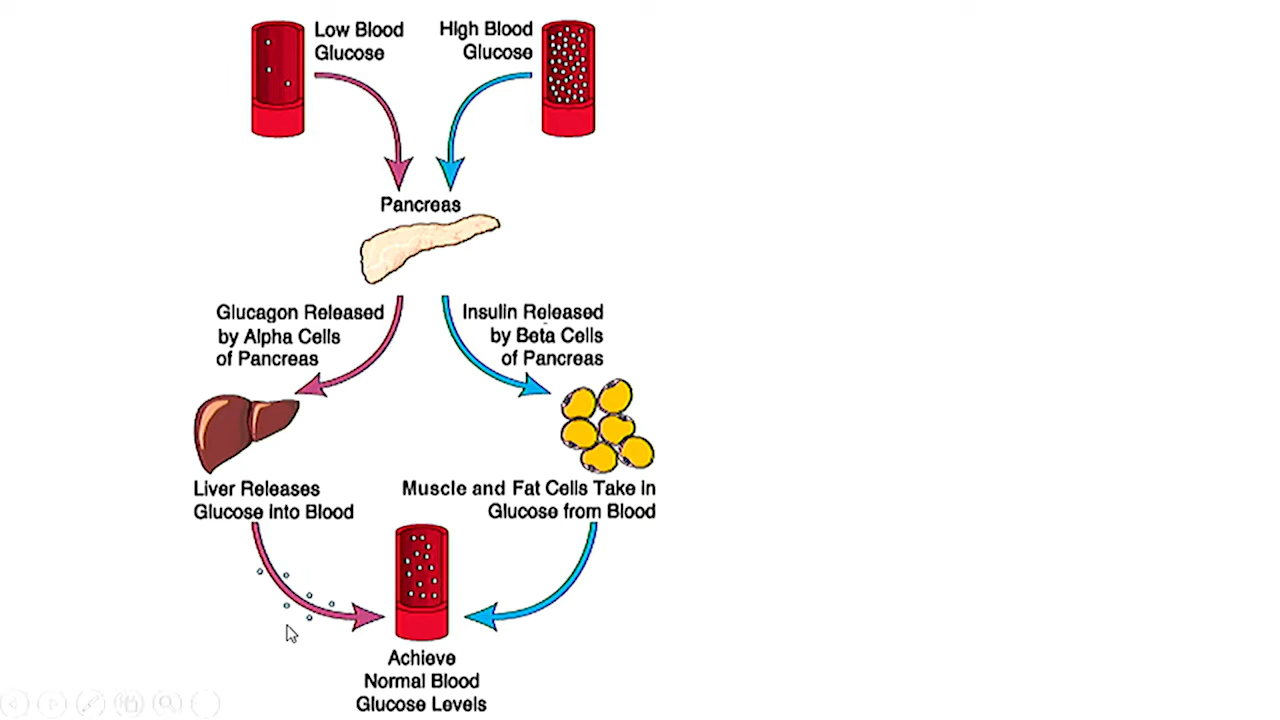 Low Blood
Glucose
High Blood
Glucose
Pancreas
Glucagon Released
by Alpha Cells
of Pancreas
Insulin Released
by Beta Cells
of Pancreas
Liver Releases
Glucose into Blood
Muscle and Fat Cells Take in
Glucose from Blood
Achieve
Normal Blood
Glucose Levels